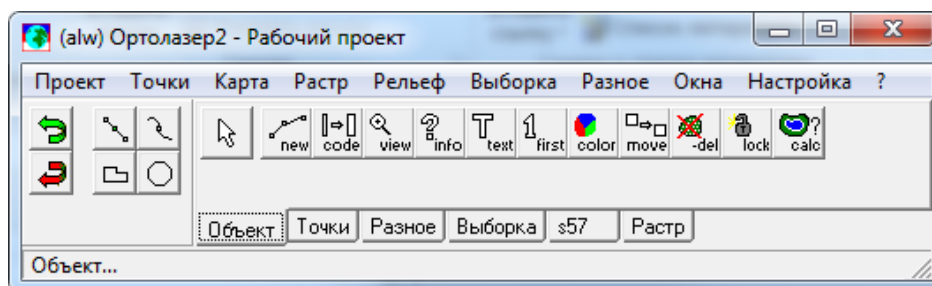 (alw) Ортолазер2 - Рабочий проект
Проект Точки Карта Растр Рельеф Выборка Разное Окна Настройка ?
new code view info text first color move -del lock calc
Объект Точки Разное Выборка s57 Растр
Объект...